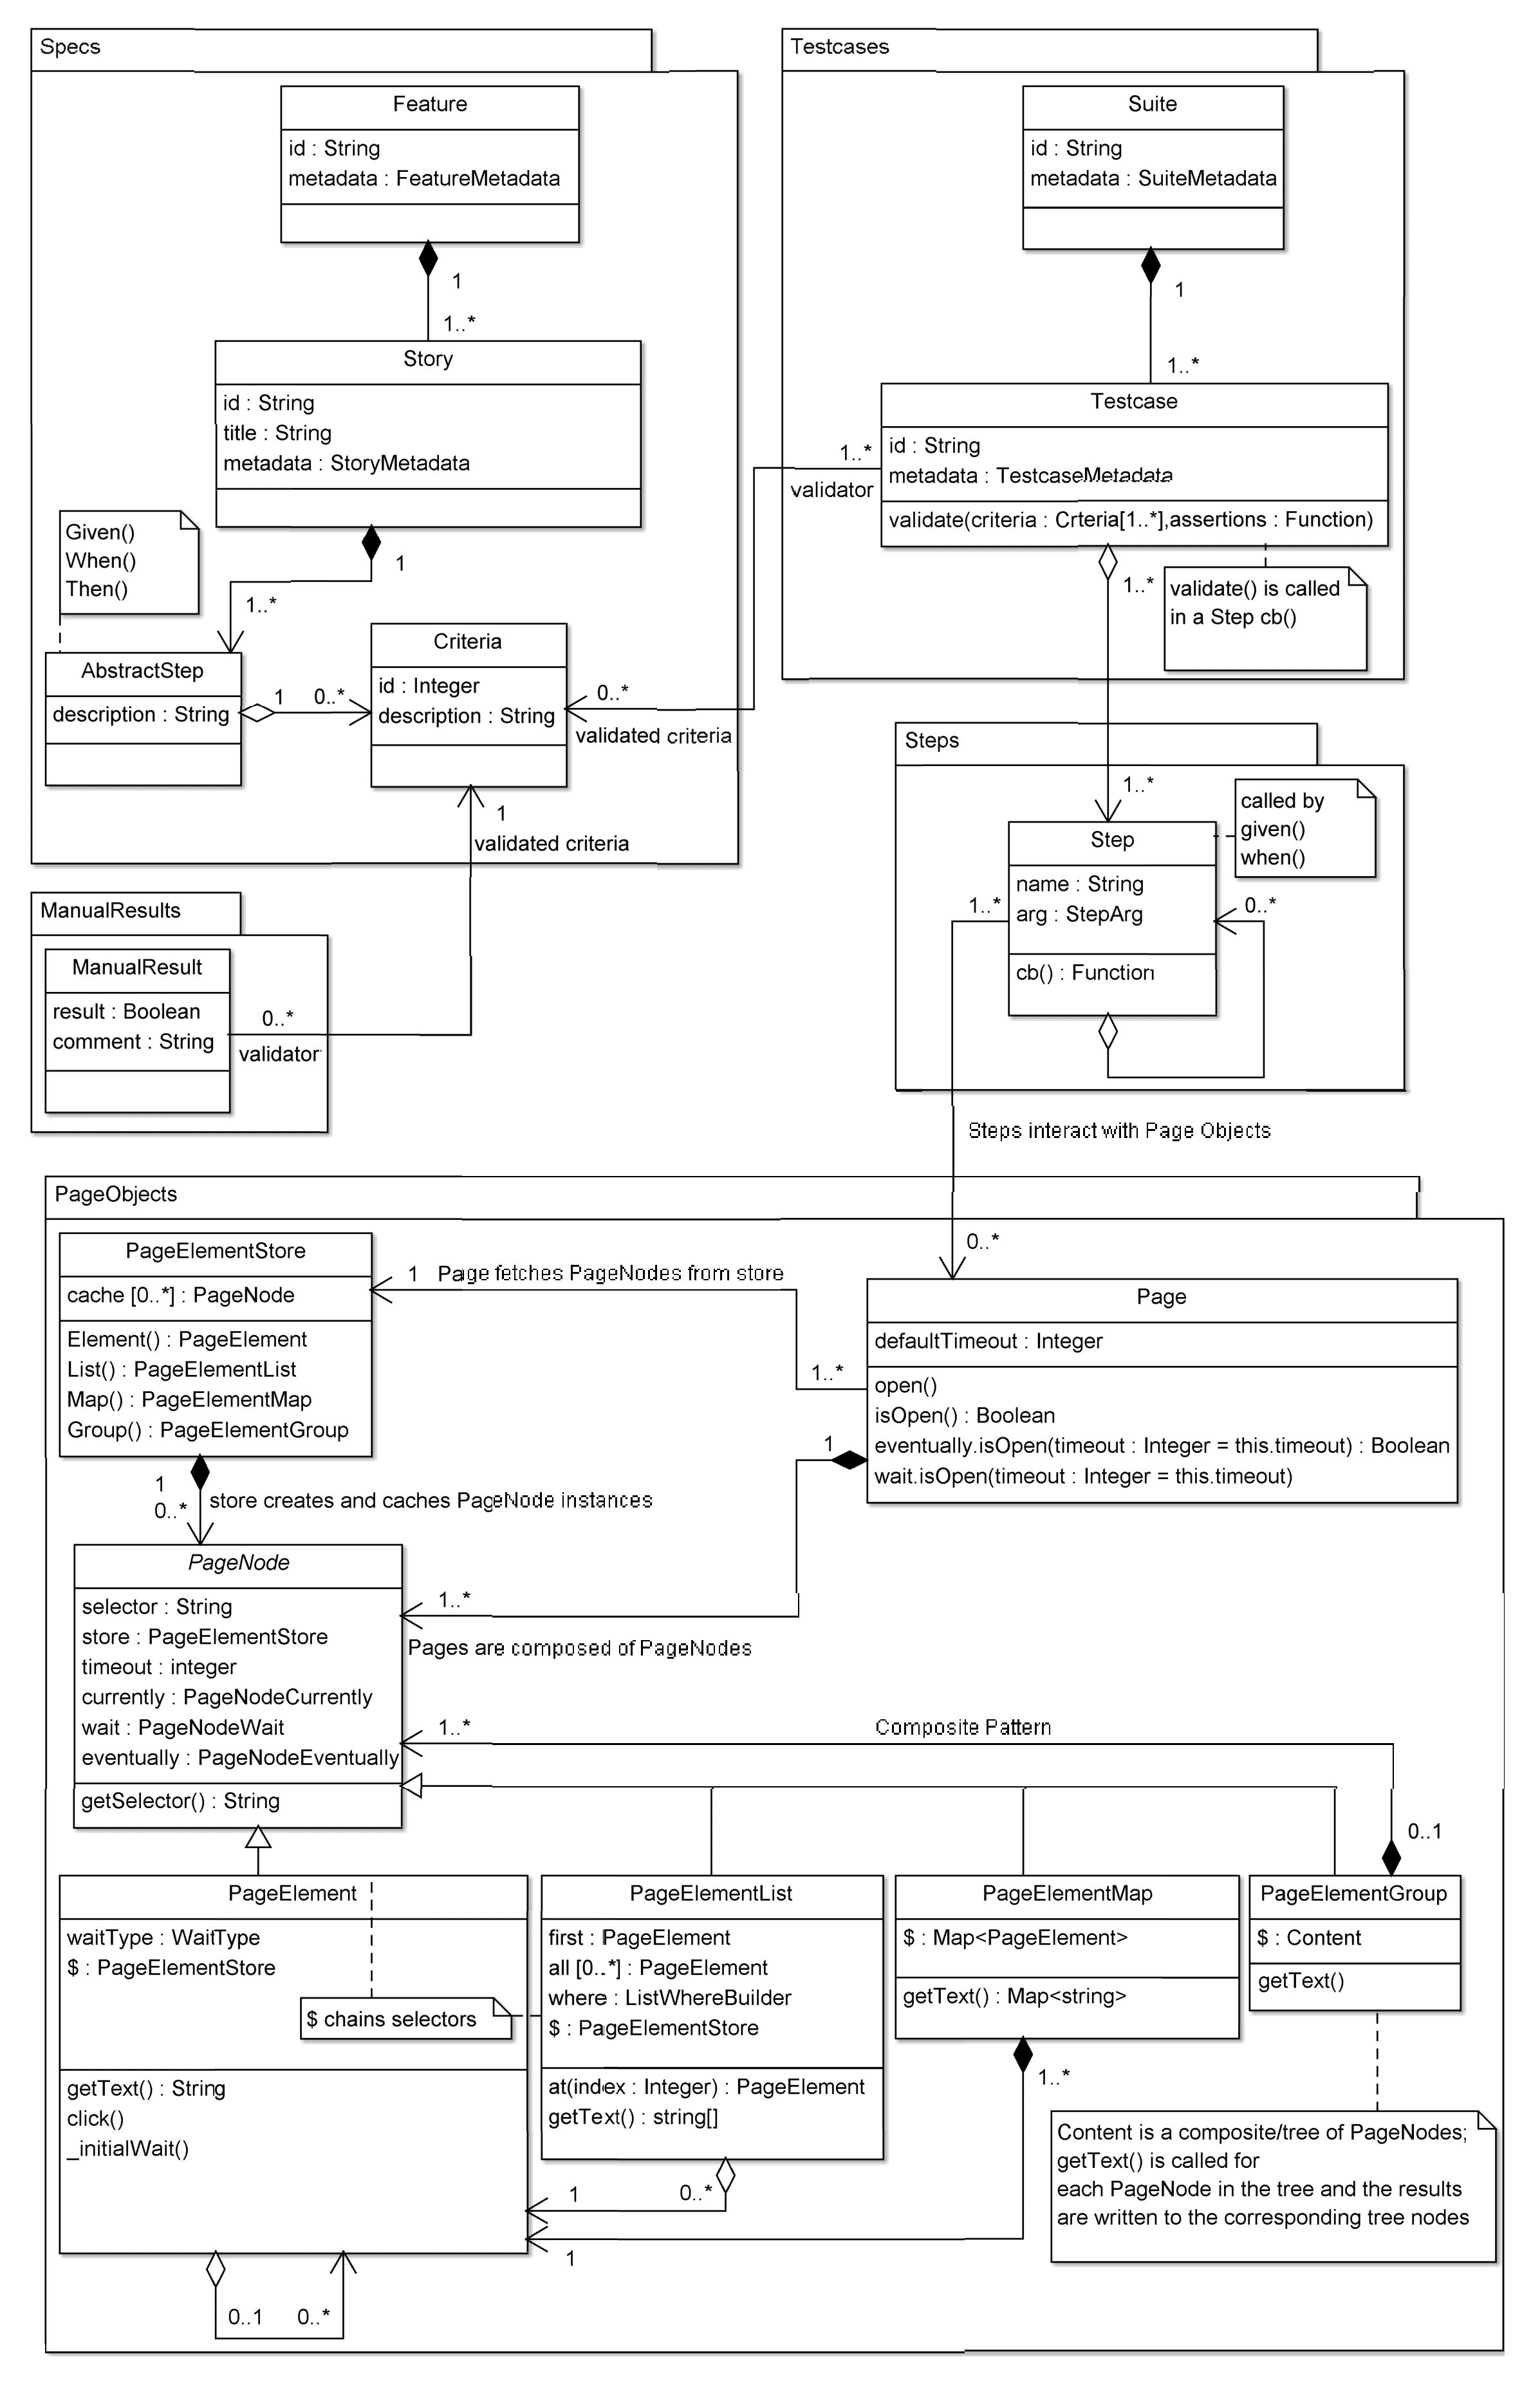 Specs
Feature
id : String
metadata : FeatureMetadata
1
1..*
Story
id : String
title : String
metadata : StoryMetadata
1
1..*
Given()
When()
Then()
AbstractStep
description : String
1
0..*
Criteria
id : Integer
description : String
0..*
validated criteria
1
validated criteria
Testcases
Suite
id : String
metadata : SuiteMetadata
1
1..*
Testcase
id : String
metadata : TestcaseMetadata
validate(criteria : Crteria[1..*],assertions : Function)
1..*
validator
1..*
validate() is called
in a Step cb()
Steps
1..*
called by
given()
when()
Step
name : String
arg : StepArg
cb() : Function
1..*
0..*
ManualResults
ManualResult
result : Boolean
comment : String
0..*
validator
Steps interact with Page Objects
PageObjects
PageElementStore
cache [0..*] : PageNode
Element() : PageElement
List() : PageElementList
Map() : PageElementMap
Group() : PageElementGroup
1
Page fetches PageNodes from store
1..*
0..*
Page
defaultTimeout : Integer
open()
isOpen() : Boolean
eventually.isOpen(timeout : Integer = this.timeout) : Boolean
wait.isOpen(timeout : Integer = this.timeout)
1
1
0..*
store creates and caches PageNode instances
PageNode
selector : String
store : PageElementStore
timeout : integer
currently : PageNodeCurrently
wait : PageNodeWait
eventually : PageNodeEventually
getSelector() : String
1..*
Pages are composed of PageNodes
1..*
Composite Pattern
0..1
PageElement
waitType : WaitType
$ : PageElementStore
getText() : String
click()
_initialWait()
$ chains selectors
PageElementList
first : PageElement
all [0..*] : PageElement
where : ListWhereBuilder
$ : PageElementStore
at(index : Integer) : PageElement
getText() : string[]
PageElementMap
$ : Map<PageElement>
getText() : Map<string>
1..*
PageElementGroup
$ : Content
getText()
Content is a composite/tree of PageNodes;
getText() is called for
each PageNode in the tree and the results
are written to the corresponding tree nodes
1
0..*
1
0..1
0..*